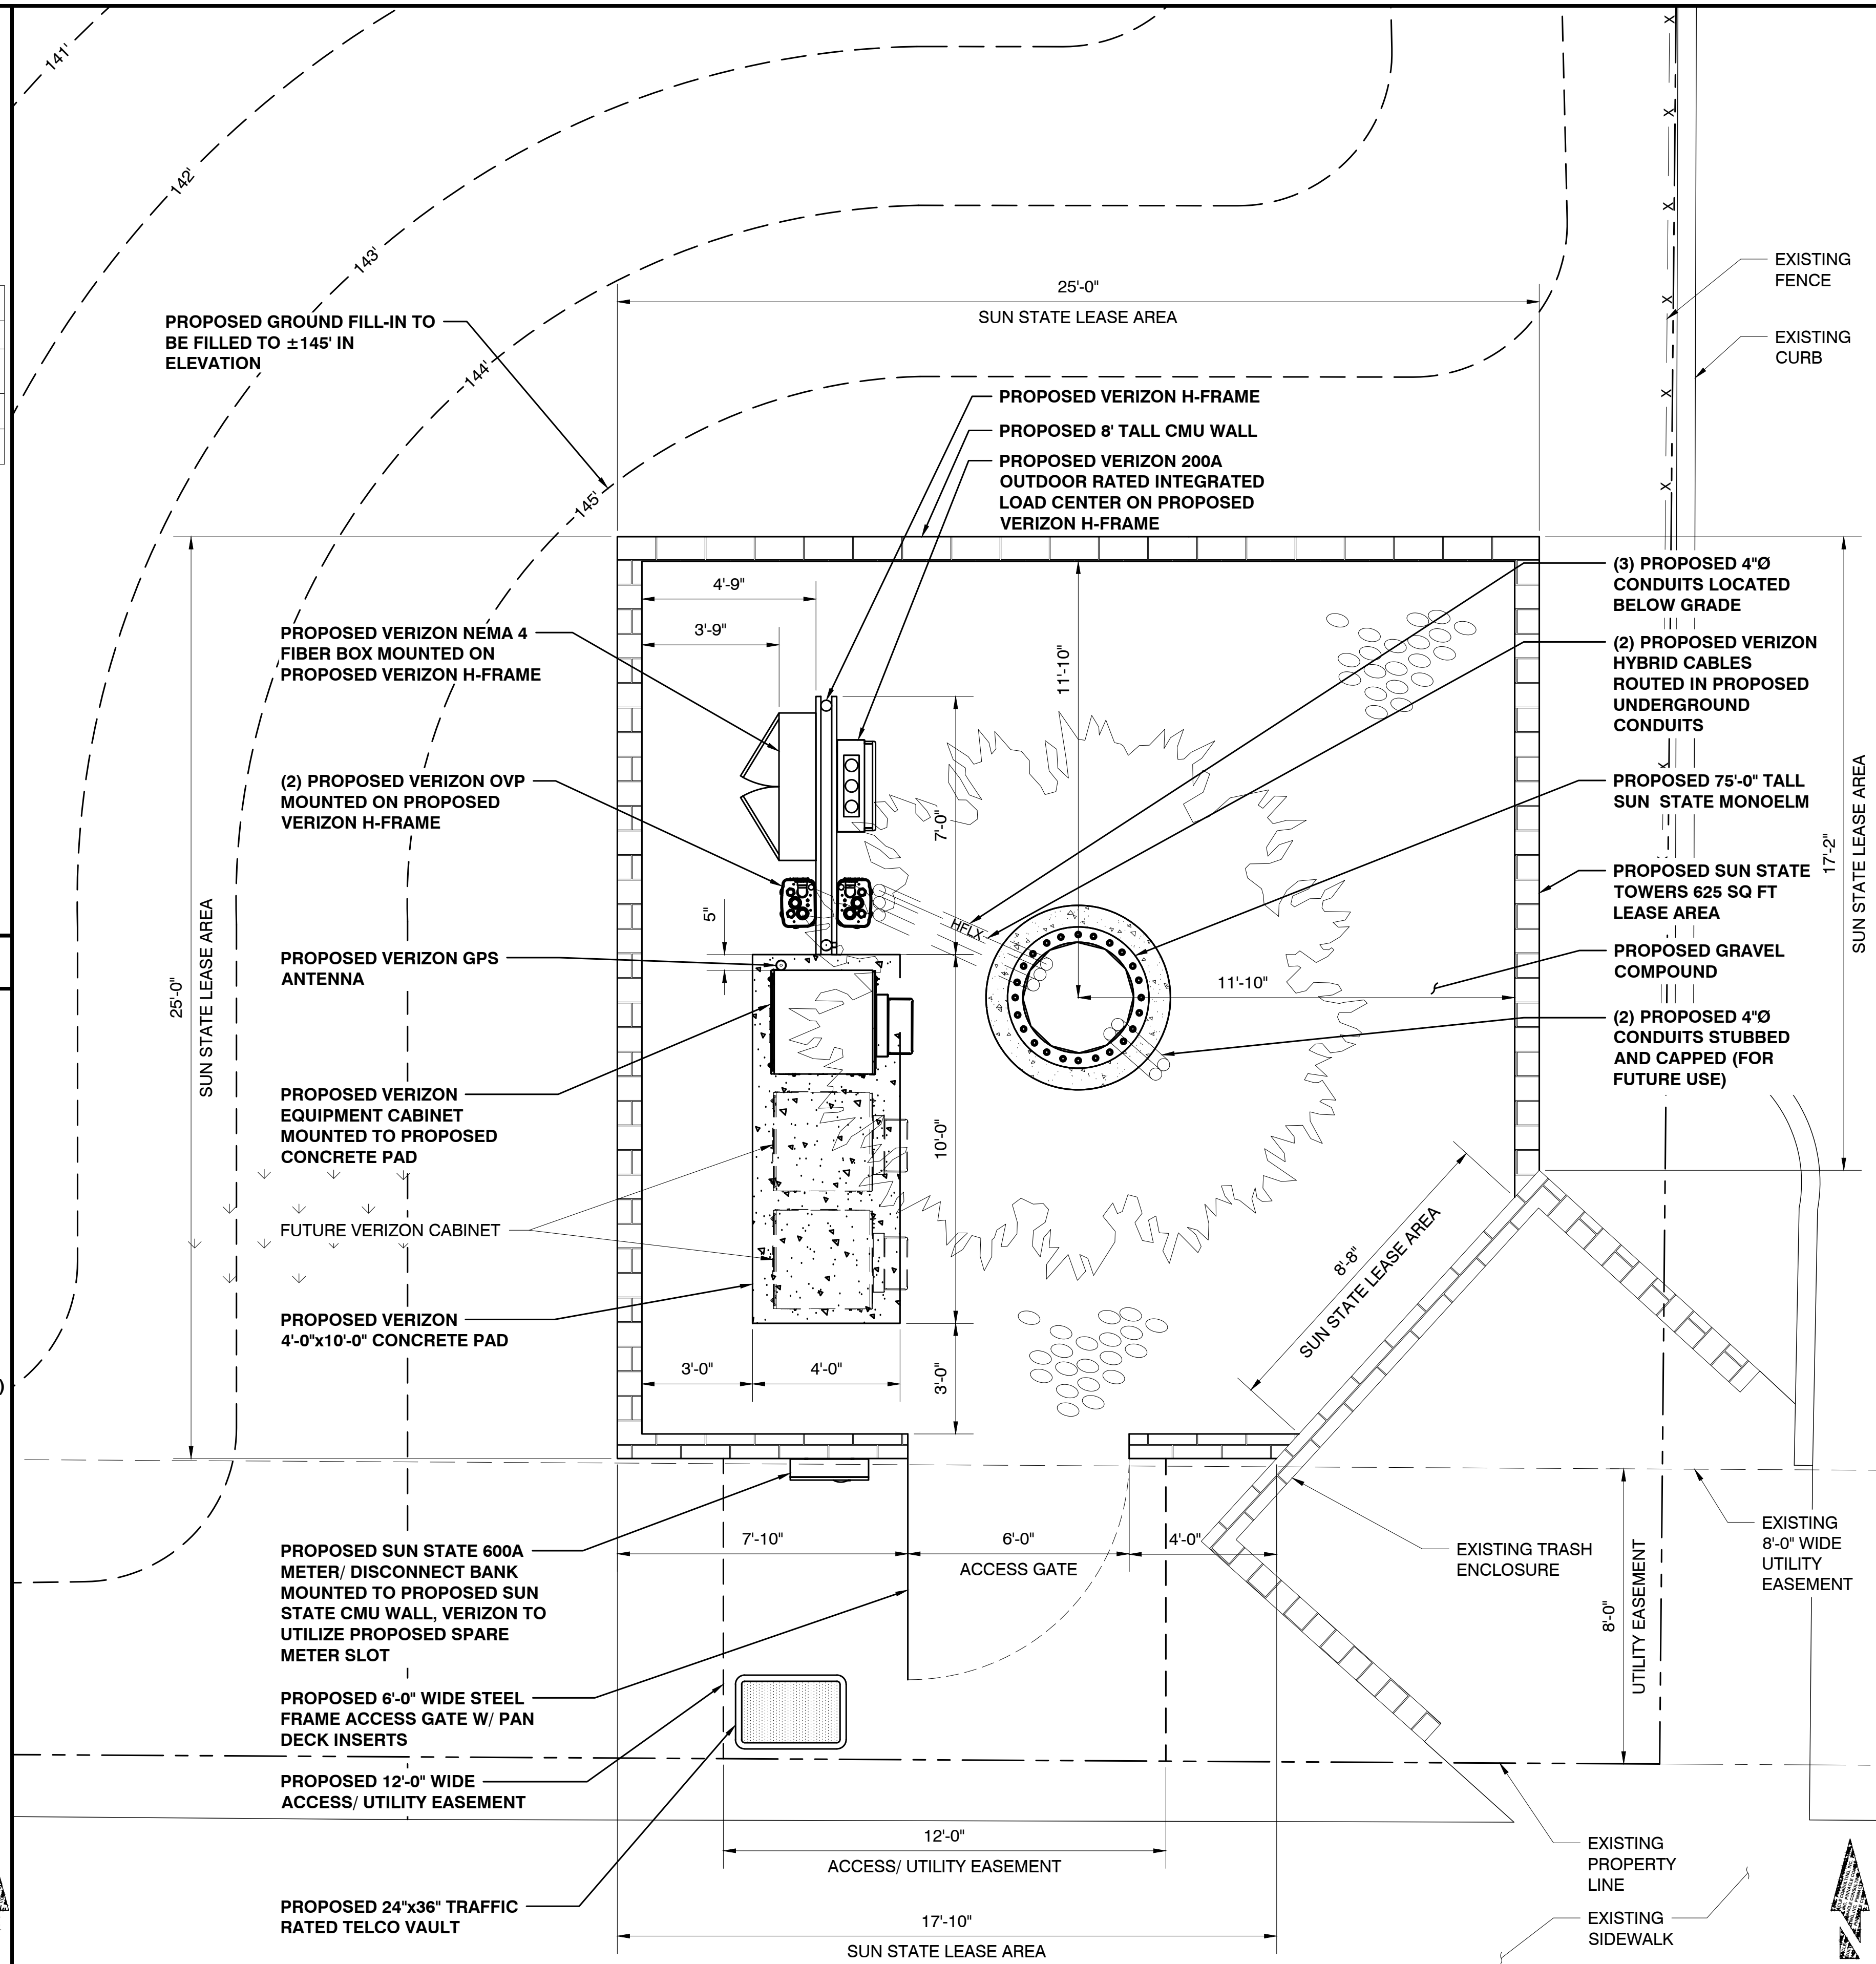 141'
142'
143'
144'
145'
PROPOSED GROUND FILL-IN TO
BE FILLED TO ±145' IN
ELEVATION
25'-0"
SUN STATE LEASE AREA
EXISTING
FENCE
EXISTING
CURB
PROPOSED VERIZON H-FRAME
PROPOSED 8' TALL CMU WALL
PROPOSED VERIZON 200A
OUTDOOR RATED INTEGRATED
LOAD CENTER ON PROPOSED
VERIZON H-FRAME
4'-9"
3'-9"
11'-10"
7'-0"
5"
HFLX
11'-10"
10'-0"
3'-0"
4'-0"
3'-0"
PROPOSED VERIZON NEMA 4
FIBER BOX MOUNTED ON
PROPOSED VERIZON H-FRAME
(2) PROPOSED VERIZON OVP
MOUNTED ON PROPOSED
VERIZON H-FRAME
25'-0"
SUN STATE LEASE AREA
PROPOSED VERIZON GPS
ANTENNA
PROPOSED VERIZON
EQUIPMENT CABINET
MOUNTED TO PROPOSED
CONCRETE PAD
FUTURE VERIZON CABINET
PROPOSED VERIZON
4'-0"x10'-0" CONCRETE PAD
(3) PROPOSED 4"Ø
CONDUITS LOCATED
BELOW GRADE
(2) PROPOSED VERIZON
HYBRID CABLES
ROUTED IN PROPOSED
UNDERGROUND
CONDUITS
PROPOSED 75'-0" TALL
SUN STATE MONOELM
17'-2"
SUN STATE LEASE AREA
PROPOSED SUN STATE
TOWERS 625 SQ FT
LEASE AREA
PROPOSED GRAVEL
COMPOUND
(2) PROPOSED 4"Ø
CONDUITS STUBBED
AND CAPPED (FOR
FUTURE USE)
8'-8"
SUN STATE LEASE AREA
7'-10"
6'-0"
ACCESS GATE
4'-0"
PROPOSED SUN STATE 600A
METER/ DISCONNECT BANK
MOUNTED TO PROPOSED SUN
STATE CMU WALL, VERIZON TO
UTILIZE PROPOSED SPARE
METER SLOT
PROPOSED 6'-0" WIDE STEEL
FRAME ACCESS GATE W/ PAN
DECK INSERTS
PROPOSED 12'-0" WIDE
ACCESS/ UTILITY EASEMENT
PROPOSED 24"x36" TRAFFIC
RATED TELCO VAULT
EXISTING TRASH
ENCLOSURE
8'-0"
UTILITY EASEMENT
EXISTING
8'-0" WIDE
UTILITY
EASEMENT
12'-0"
ACCESS/ UTILITY EASEMENT
17'-10"
SUN STATE LEASE AREA
EXISTING
PROPERTY
LINE
EXISTING
SIDEWALK